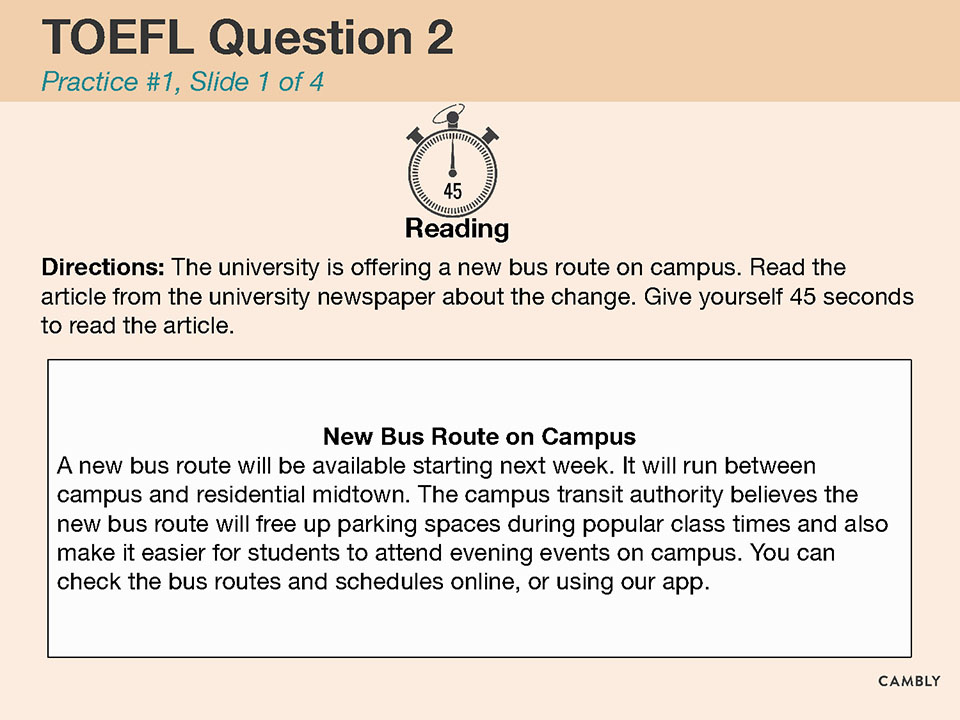 TOEFL Question 2
Practice #1, Slide 1 of 4
45
Reading
Directions: The university is offering a new bus route on campus. Read the
article from the university newspaper about the change. Give yourself 45 seconds
to read the article.
New Bus Route on Campus
A new bus route will be available starting next week. It will run between
campus and residential midtown. The campus transit authority believes the
new bus route will free up parking spaces during popular class times and also
make it easier for students to attend evening events on campus. You can
check the bus routes and schedules online, or using our app.
CAMBLY